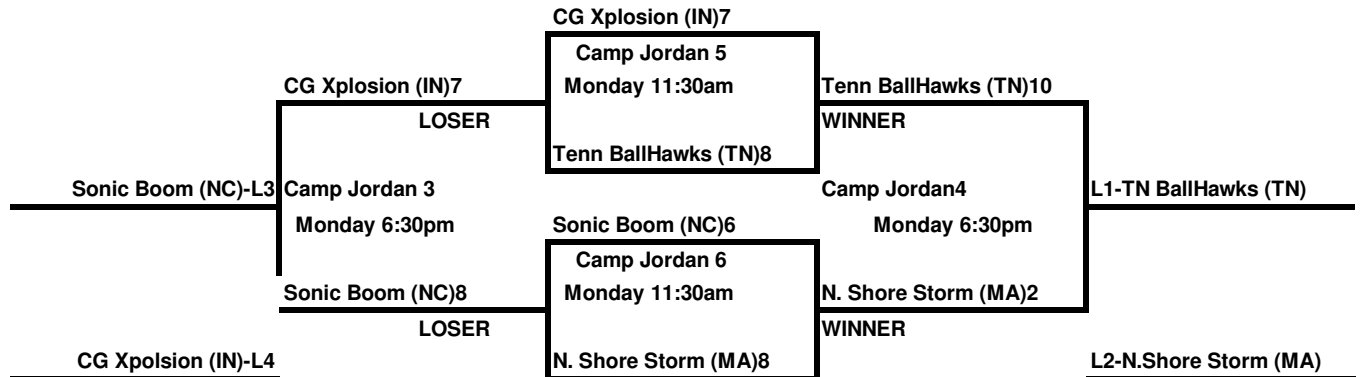 CG Xplosion (IN)7
Camp Jordan 5
CG Xplosion (IN)7 Monday 11:30am Tenn BallHawks (TN)10
LOSER WINNER
Tenn BallHawks (TN)8
Sonic Boom (NC)-L3 Camp Jordan 3 Camp Jordan4 L1-TN BallHawks (TN)
Monday 6:30pm Sonic Boom (NC)6 Monday 6:30pm
Camp Jordan 6
Sonic Boom (NC)8 Monday 11:30am N. Shore Storm (MA)2
LOSER WINNER
CG Xpolsion (IN)-L4 N. Shore Storm (MA)8 L2-N.Shore Storm (MA)